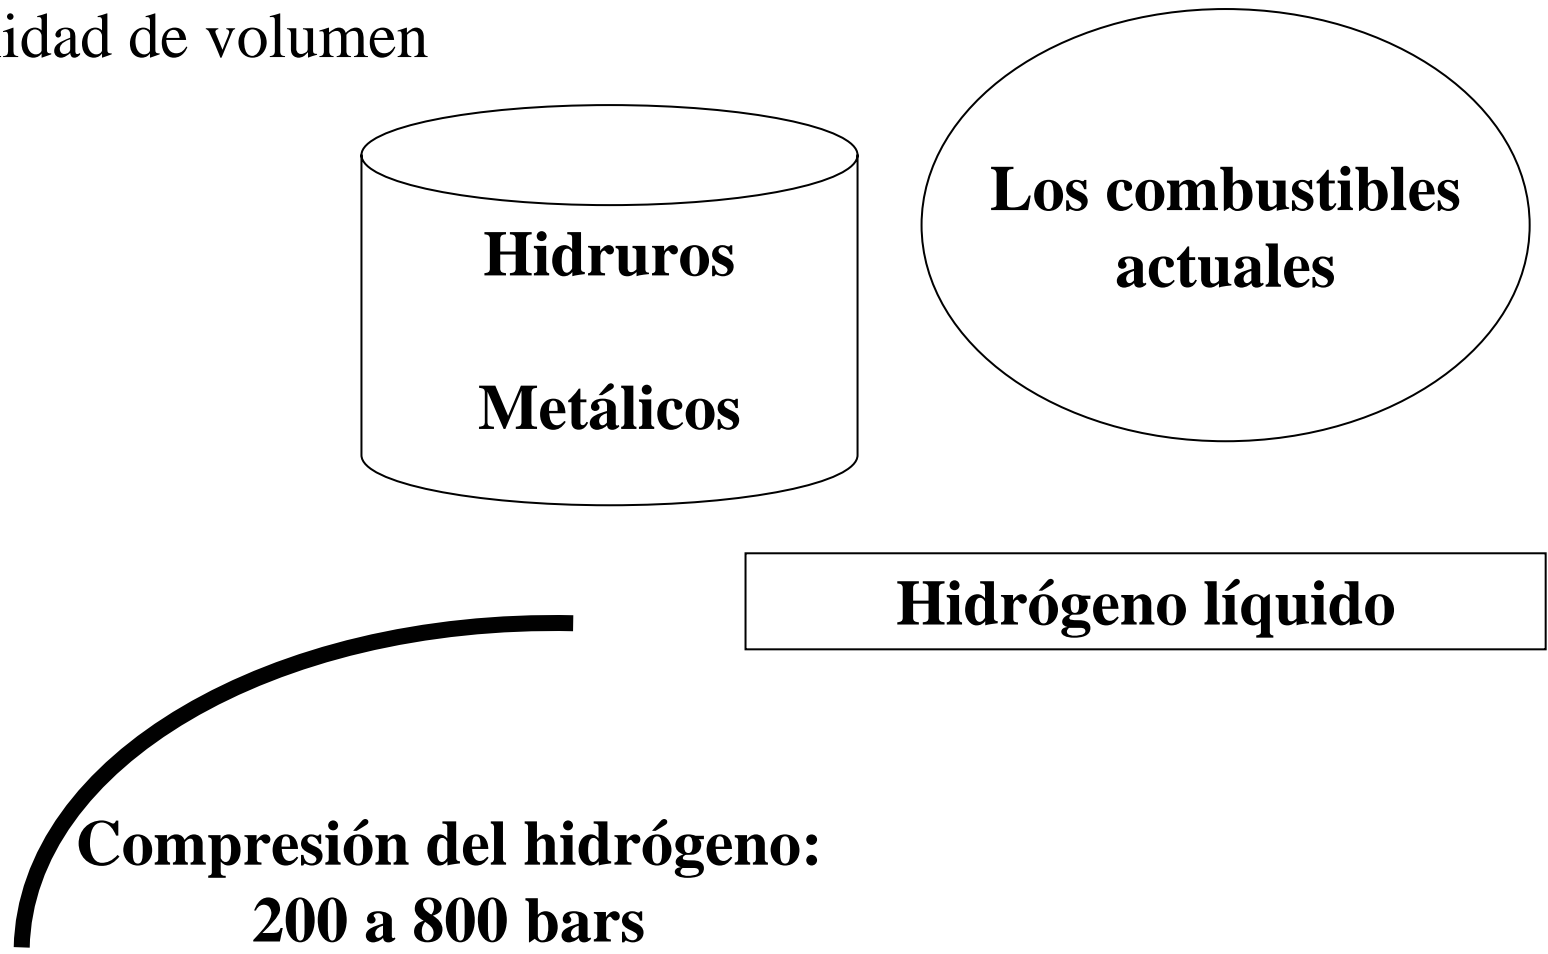 idad de volumen
Los combustibles
actuales
Hidruros
Metálicos
Hidrógeno líquido
Compresión del hidrógeno:
200 a 800 bars